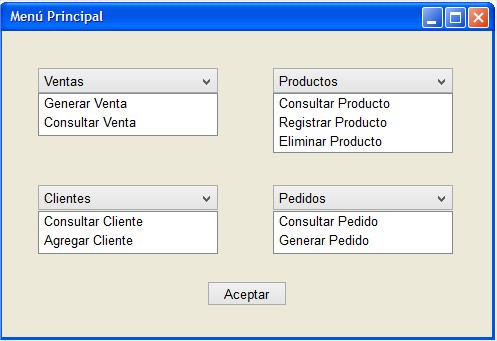 Menú Principal
Ventas
Generar Venta
Consultar Venta
Productos
Consultar Producto
Registrar Producto
Eliminar Producto
Clientes
Consultar Cliente
Agregar Cliente
Pedidos
Consultar Pedido
Generar Pedido
Aceptar